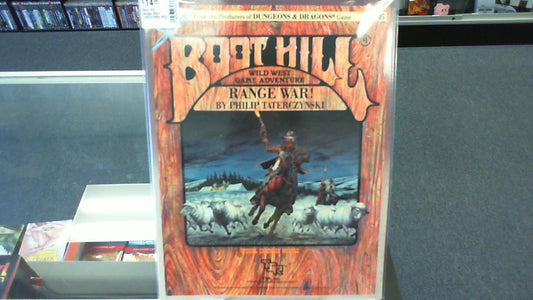 From the Producers of DUNGEONS & DRAGONS® Game
BOOT HILL®
WILD WEST
GAME ADVENTURE
RANGE WAR!
BY PHILIP TATERCZYNSKI